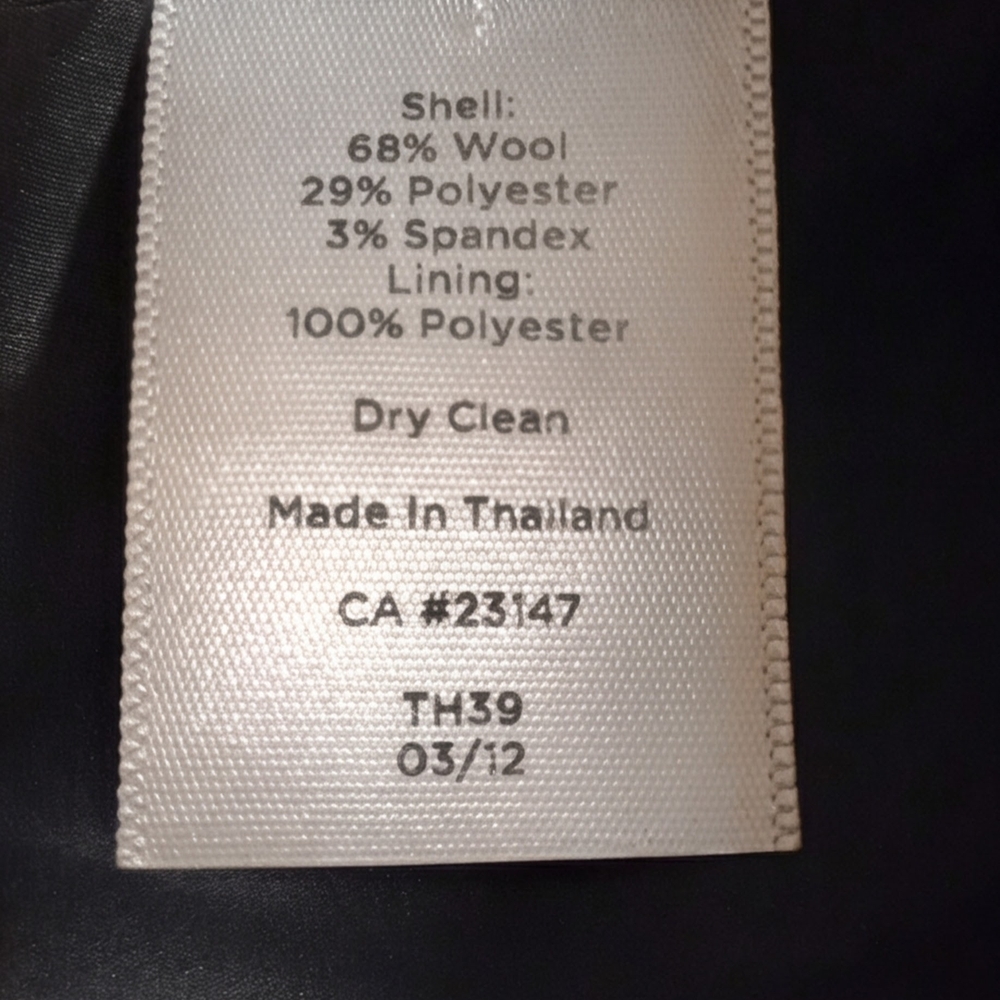 Shell:
68% Wool
29% Polyester
3% Spandex
Lining:
100% Polyester
Dry Clean
Made In Thailand
CA #23147
TH39
03/12